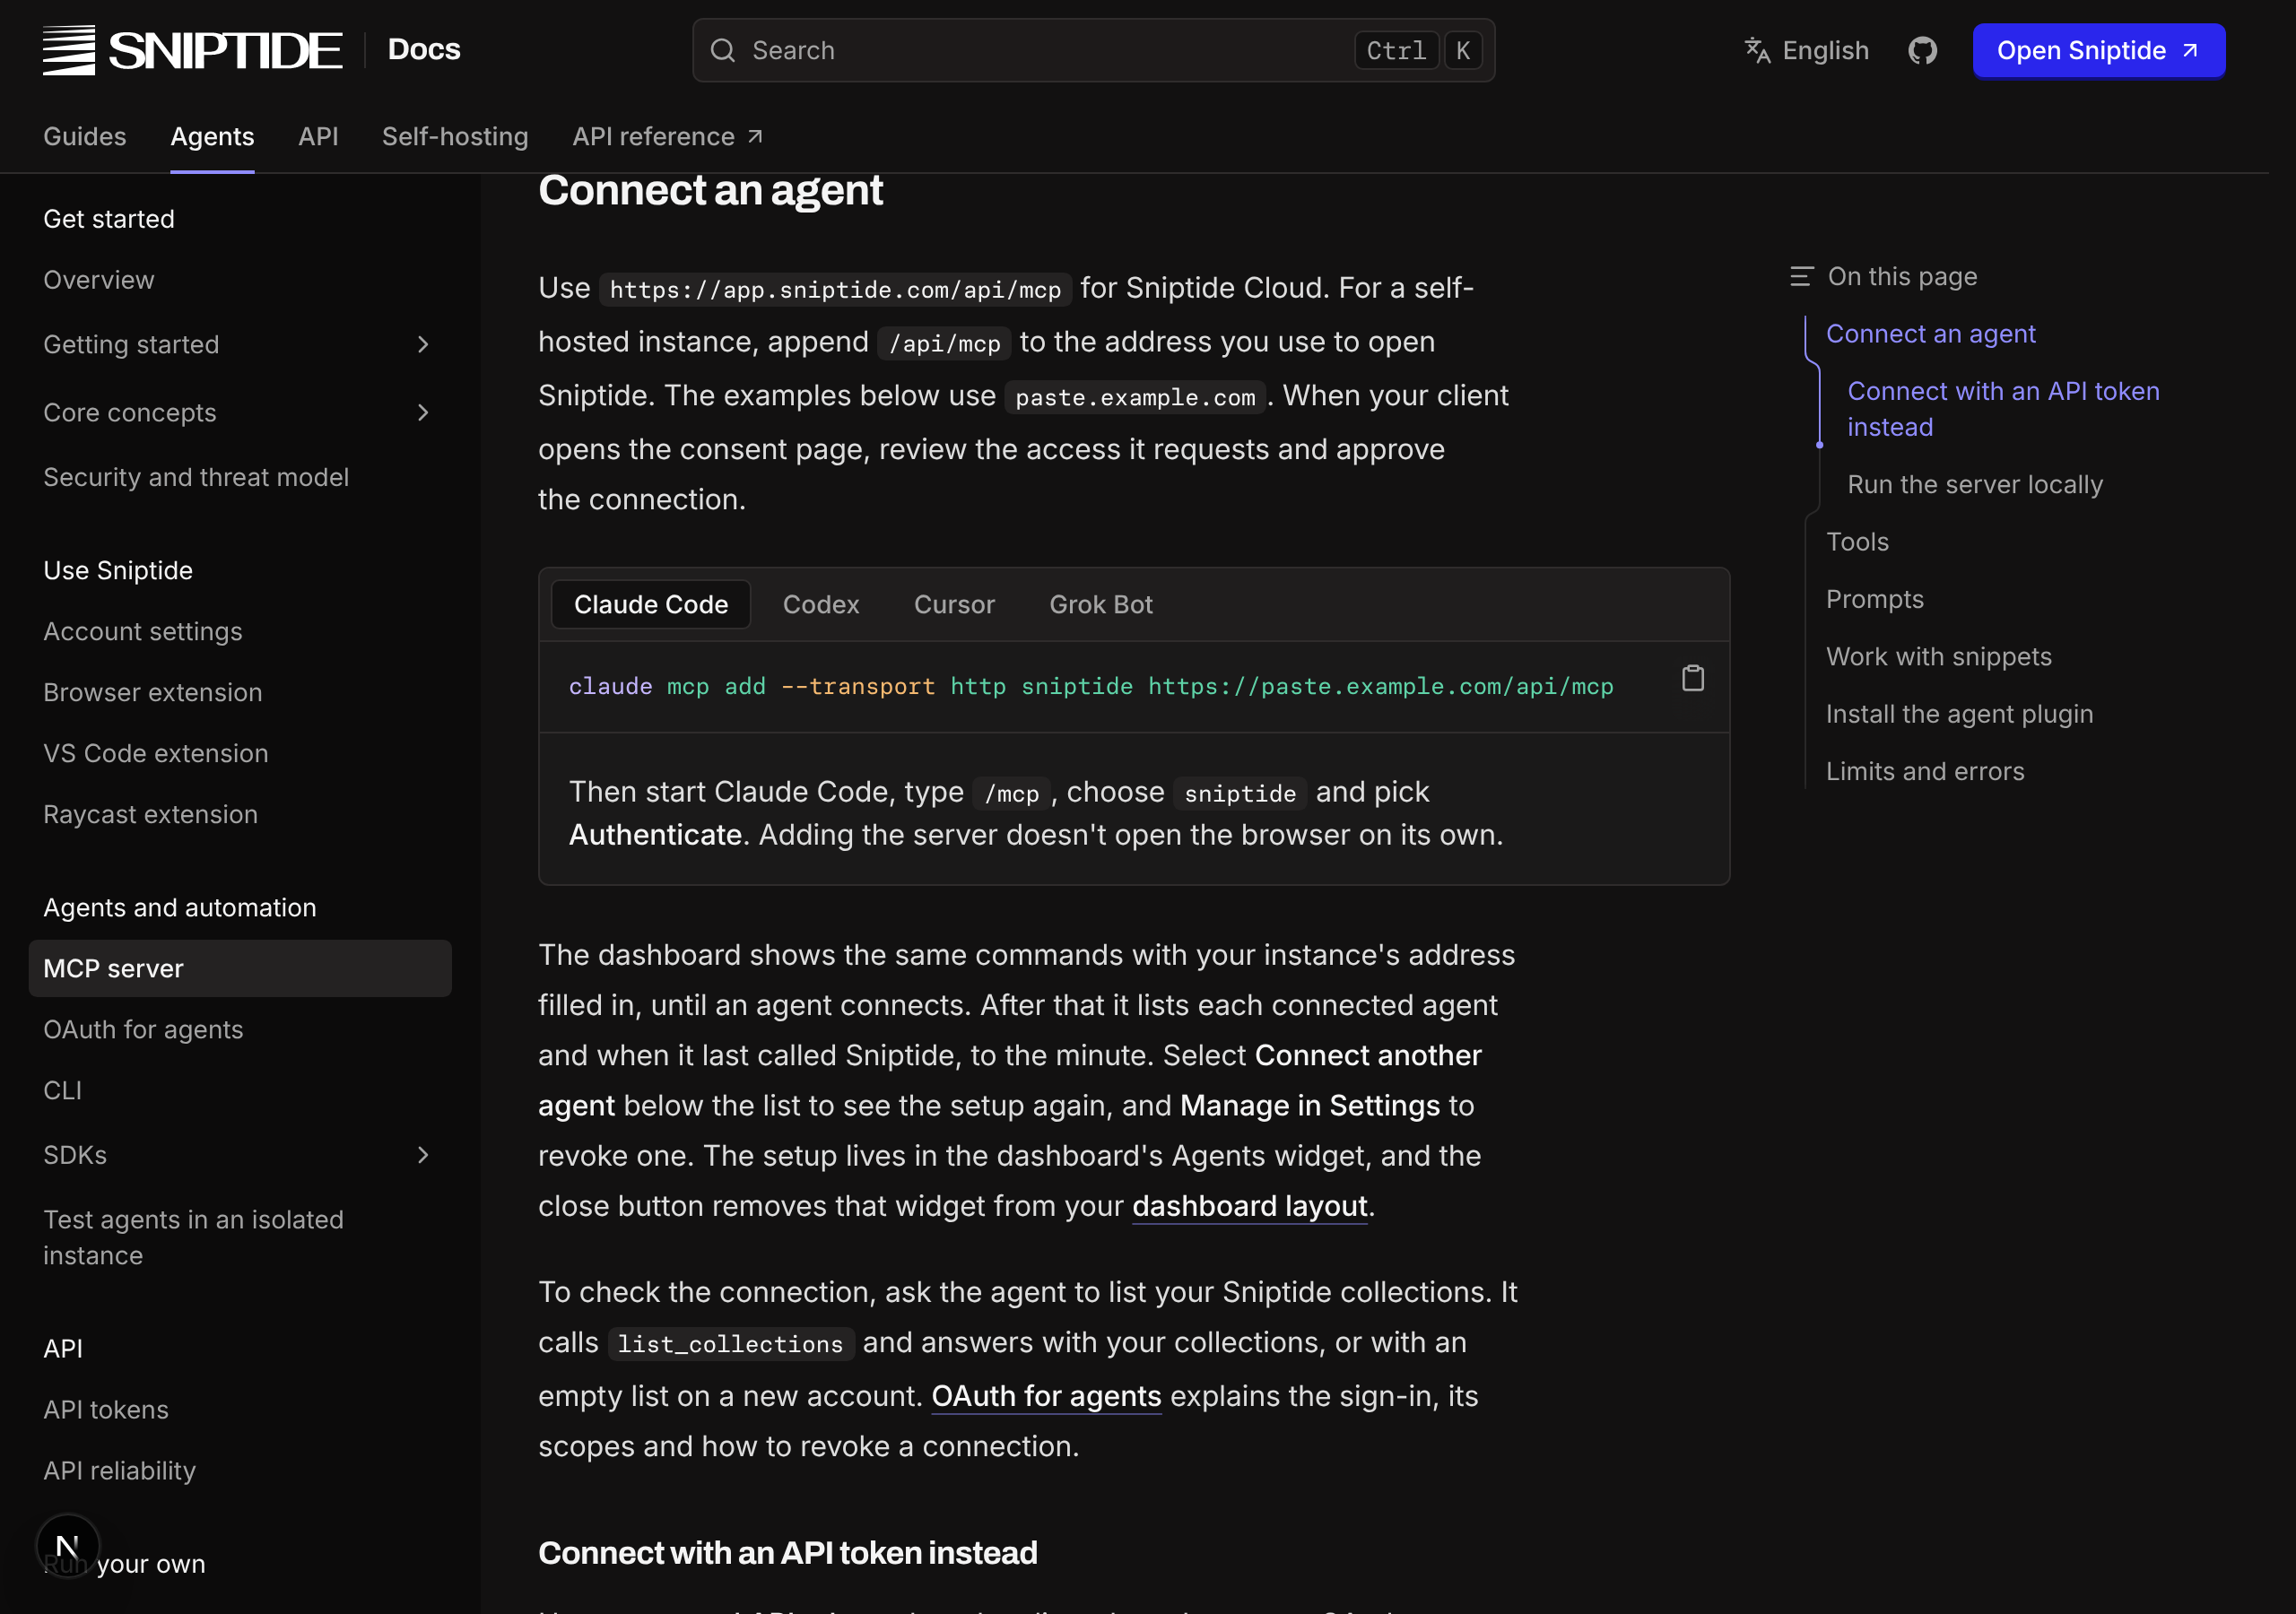 SNIPTIDE
Docs
Search
Ctrl K
English
Open Sniptide
Guides
Agents
API
Self-hosting
API reference
Get started
Overview
Getting started
Core concepts
Security and threat model
Use Sniptide
Account settings
Browser extension
VS Code extension
Raycast extension
Agents and automation
MCP server
OAuth for agents
CLI
SDKs
Test agents in an isolated
instance
API
API tokens
API reliability
N
Run your own
Connect an agent
Use https://app.sniptide.com/api/mcp for Sniptide Cloud. For a self-
hosted instance, append /api/mcp to the address you use to open
Sniptide. The examples below use paste.example.com. When your client
opens the consent page, review the access it requests and approve
the connection.
Claude Code
Codex
Cursor
Grok Bot
claude mcp add --transport http sniptide https://paste.example.com/api/mcp
Then start Claude Code, type /mcp, choose sniptide and pick
Authenticate. Adding the server doesn't open the browser on its own.
The dashboard shows the same commands with your instance's address
filled in, until an agent connects. After that it lists each connected agent
and when it last called Sniptide, to the minute. Select Connect another
agent below the list to see the setup again, and Manage in Settings to
revoke one. The setup lives in the dashboard's Agents widget, and the
close button removes that widget from your dashboard layout.
To check the connection, ask the agent to list your Sniptide collections. It
calls list_collections and answers with your collections, or with an
empty list on a new account. OAuth for agents explains the sign-in, its
scopes and how to revoke a connection.
Connect with an API token instead
On this page
Connect an agent
Connect with an API token
instead
Run the server locally
Tools
Prompts
Work with snippets
Install the agent plugin
Limits and errors